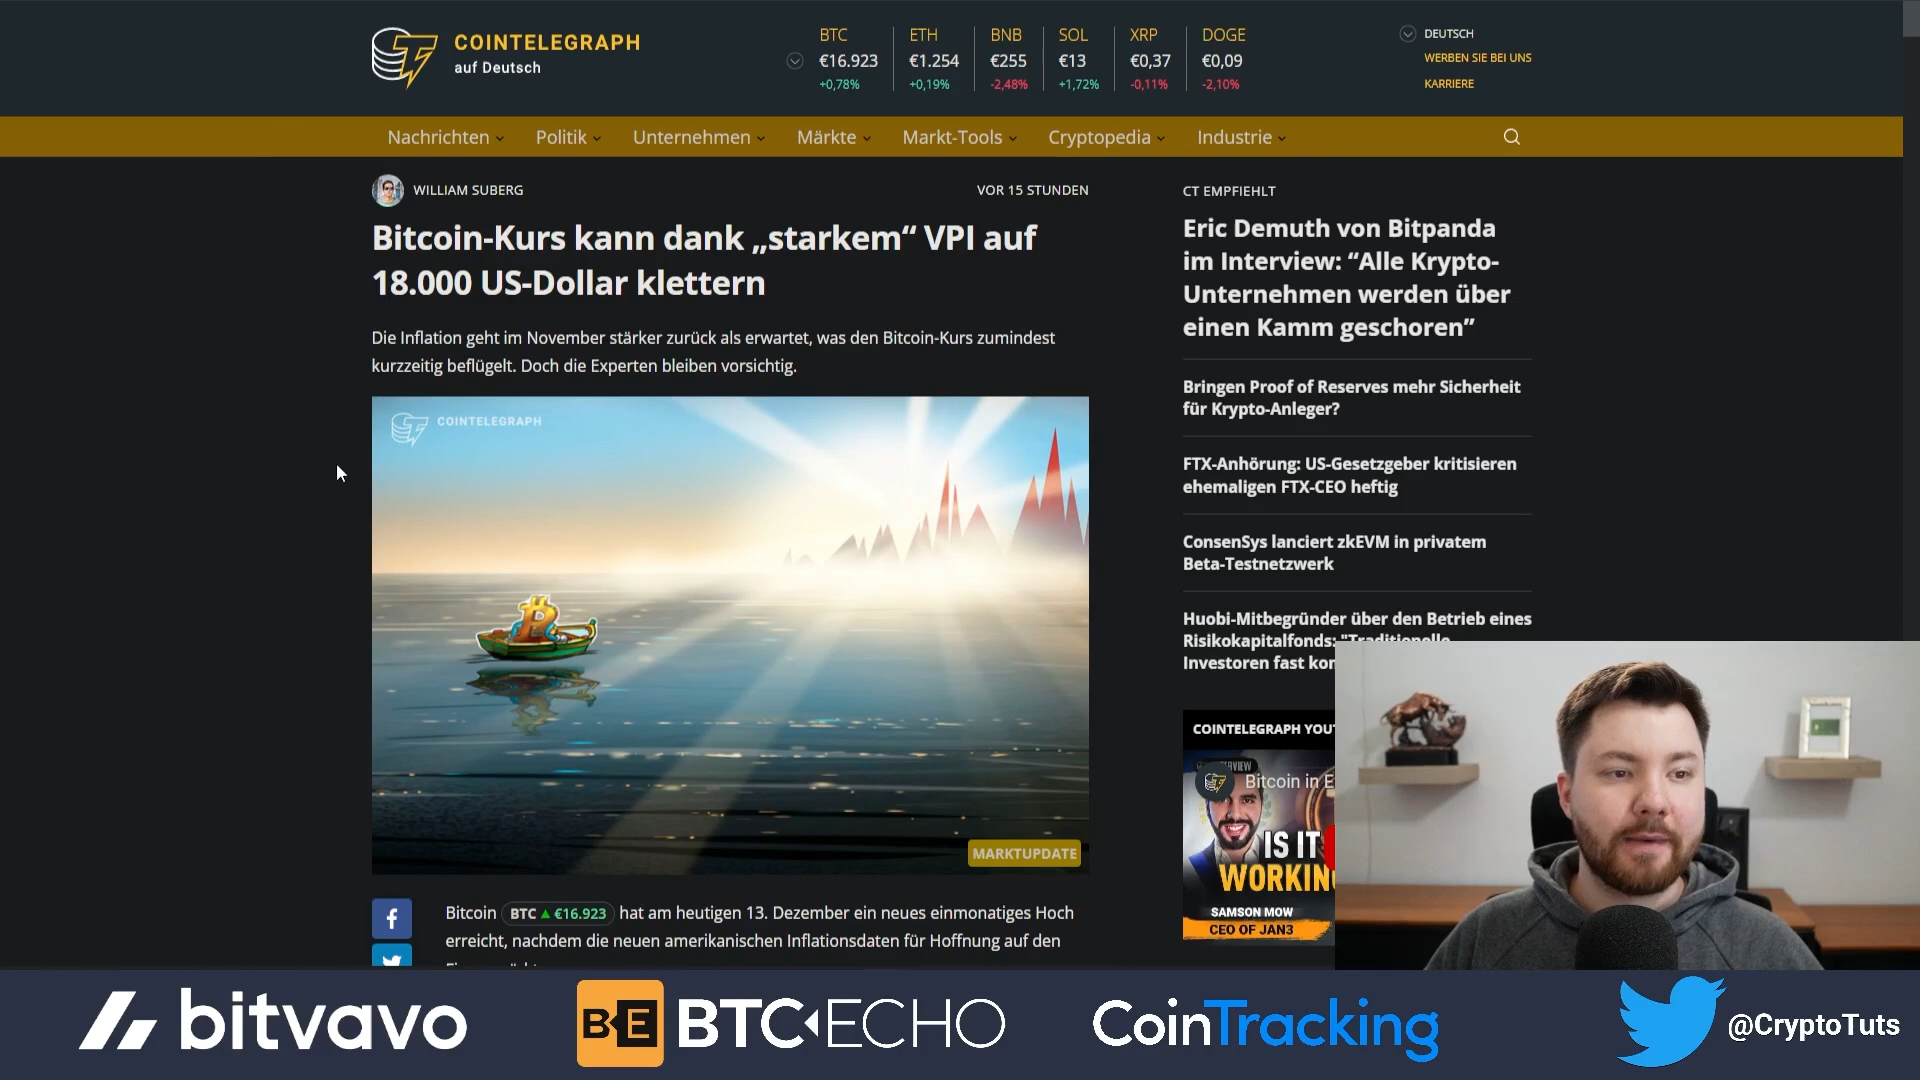 COINTELEGRAPH
auf Deutsch
BTC
€16.923
+0,78%
ETH
€1.254
+0,19%
BNB
€255
-2,48%
SOL
€13
+1,72%
XRP
€0,37
-0,11%
DOGE
€0,09
-2,10%
DEUTSCH
WERBEN SIE BEI UNS
KARRIERE
Nachrichten
Politik
Unternehmen
Märkte
Markt-Tools
Cryptopedia
Industrie
WILLIAM SUBERG
VOR 15 STUNDEN
Bitcoin-Kurs kann dank „starkem“ VPI auf
18.000 US-Dollar klettern
Die Inflation geht im November stärker zurück als erwartet, was den Bitcoin-Kurs zumindest
kurzzeitig beflügelt. Doch die Experten bleiben vorsichtig.
COINTELEGRAPH
MARKTUPDATE
Bitcoin BTC ▲ €16.923 hat am heutigen 13. Dezember ein neues einmonatiges Hoch
erreicht, nachdem die neuen amerikanischen Inflationsdaten für Hoffnung auf den
CT EMPFIEHLT
Eric Demuth von Bitpanda
im Interview: “Alle Krypto-
Unternehmen werden über
einen Kamm geschoren”
Bringen Proof of Reserves mehr Sicherheit
für Krypto-Anleger?
FTX-Anhörung: US-Gesetzgeber kritisieren
ehemaligen FTX-CEO heftig
ConsenSys lanciert zkEVM in privatem
Beta-Testnetzwerk
Huobi-Mitbegründer über den Betrieb eines
Risikokapitalfonds: "Traditionelle
Investoren fast
COINTELEGRAPH
Bitcoin in
IS IT
SAMSON MOW
CEO OF JAN3
bitvavo
BE BTC ECHO
CoinTracking
@CryptoTuts